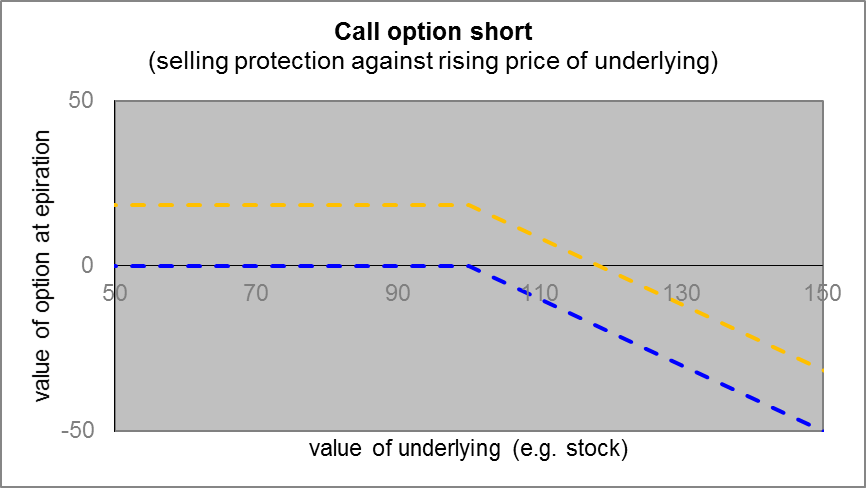 Call option short
(selling protection against rising price of underlying)
50
0
-50
value of option at epiration
50 70 90 110 130 150
value of underlying (e.g. stock)